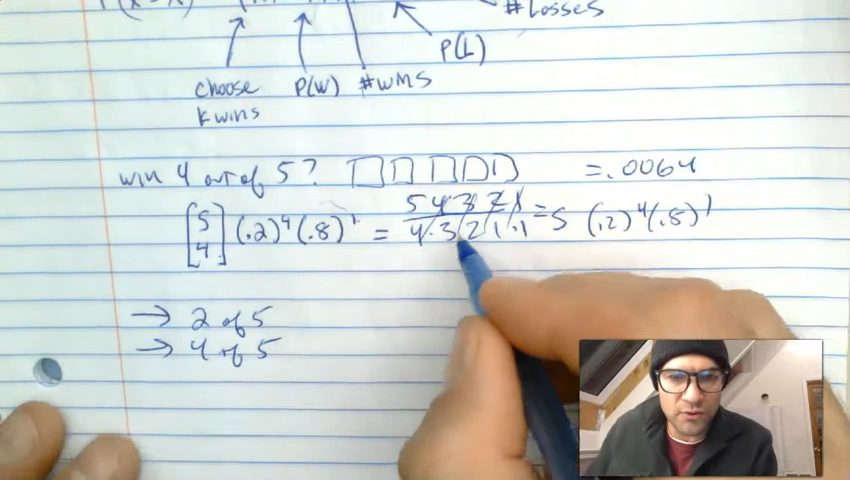 # Losses
P(L)
choose
k wins
P(W)
# wins
win 4 out of 5? = .0064
[5 4] (.2)^4 (.8)^1 = 5 4 3 2 1 / 4·3·2·1·1 = 5 (.2)^4 (.8)^1
→ 2 of 5
→ 4 of 5